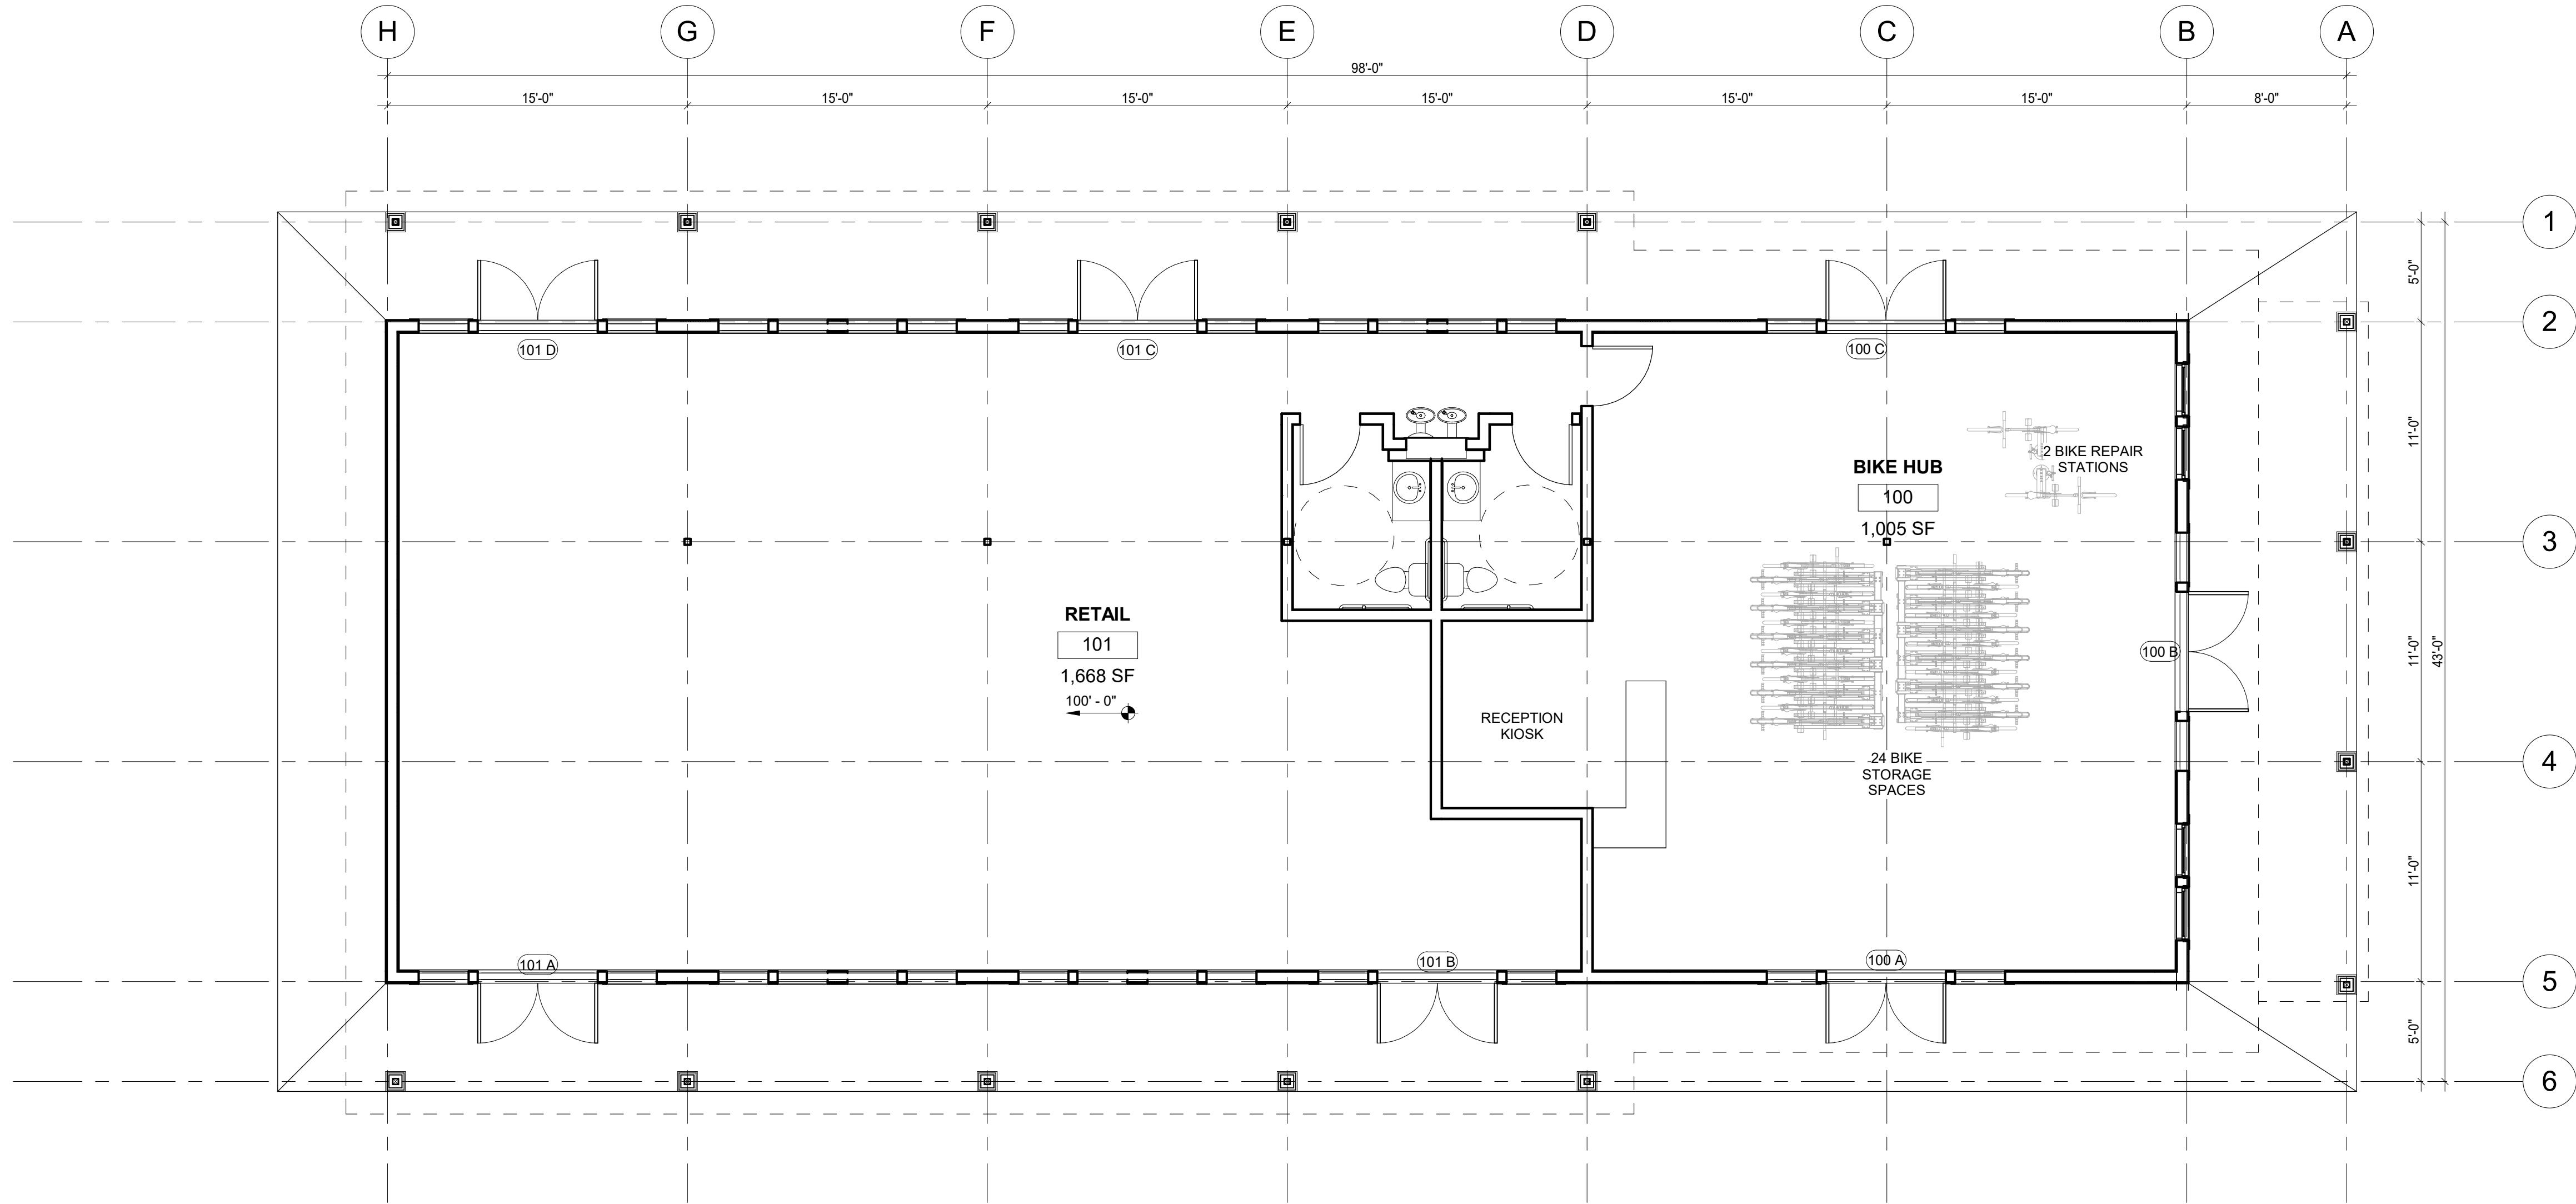 H
G
F
E
D
C
B
A
98'-0"
15'-0"
15'-0"
15'-0"
15'-0"
15'-0"
15'-0"
8'-0"
1
5'-0"
2
101 D
101 C
100 C
11'-0"
2 BIKE REPAIR
STATIONS
BIKE HUB
100
1,005 SF
3
RETAIL
101
1,668 SF
100' - 0"
100 B
11'-0"
43'-0"
RECEPTION
KIOSK
24 BIKE
STORAGE
SPACES
4
11'-0"
101 A
101 B
100 A
5
5'-0"
6